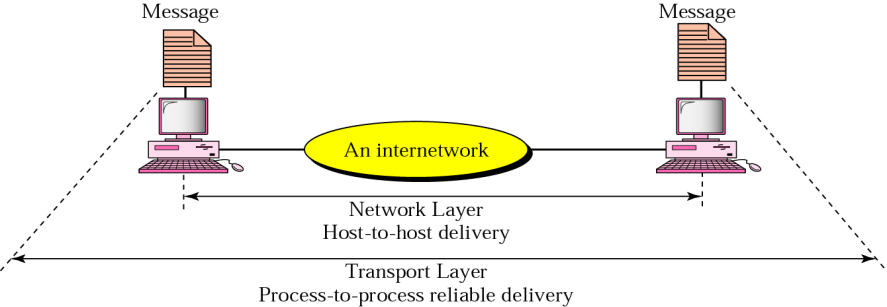 Message
Message
An internetwork
Network Layer
Host-to-host delivery
Transport Layer
Process-to-process reliable delivery